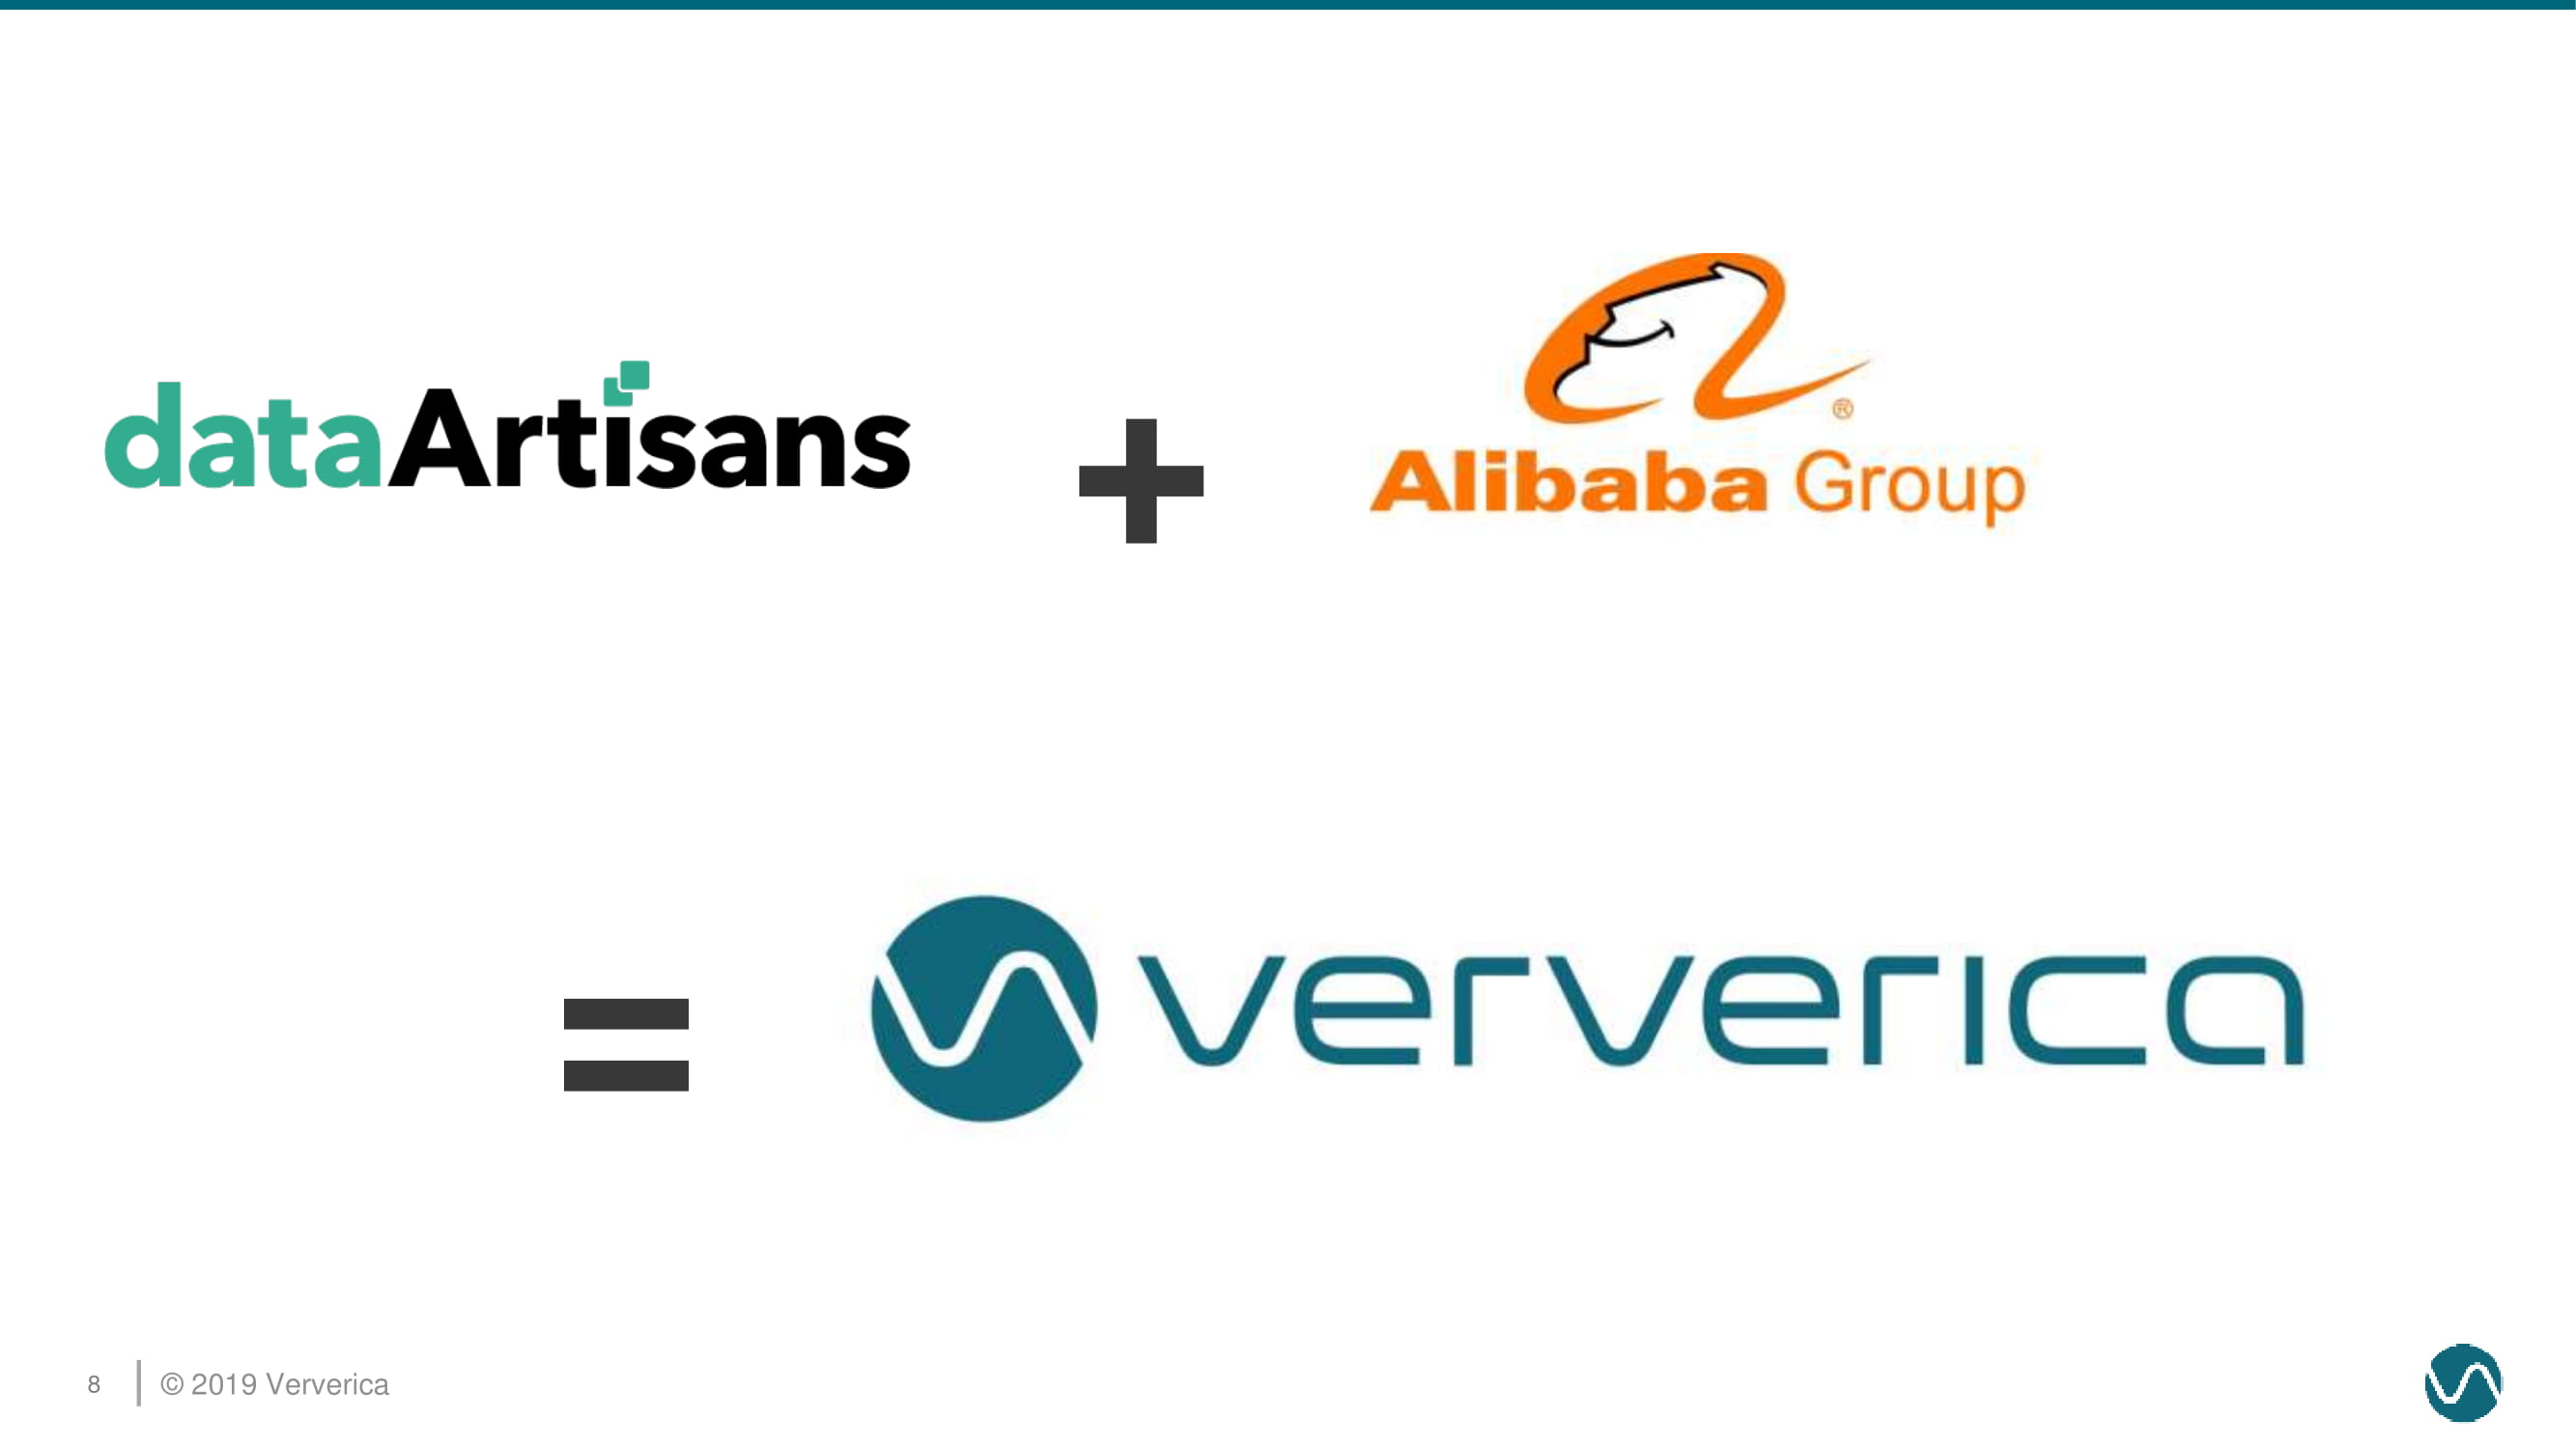 dataArtisans
+
Alibaba Group
®
=
ververica
8
© 2019 Ververica